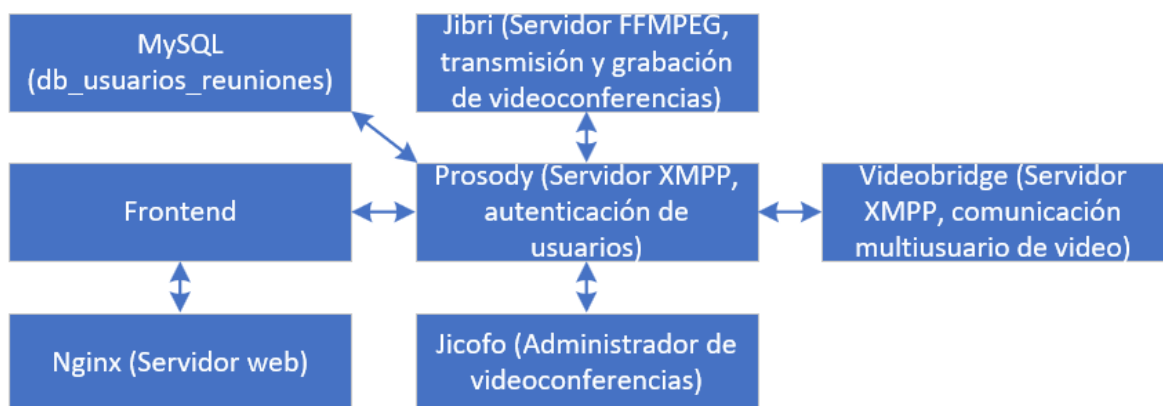 MySQL
(db_usuarios_reuniones)
Jibri (Servidor FFMPEG,
transmisión y grabación
de videoconferencias)
Frontend
Prosody (Servidor XMPP,
autenticación de
usuarios)
Videobridge (Servidor
XMPP, comunicación
multiusuario de video)
Nginx (Servidor web)
Jicofo (Administrador de
videoconferencias)